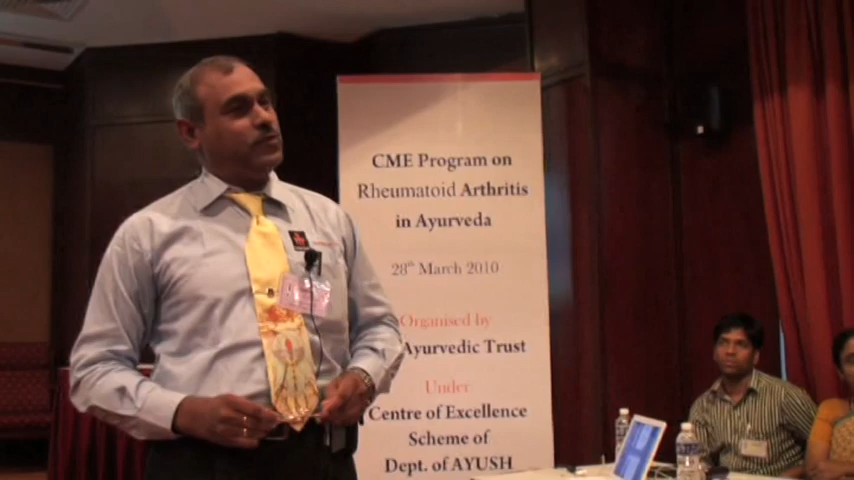 CME Program on
Rheumatoid Arthritis
in Ayurveda
28th March 2010
Organised by
Ayurvedic Trust
Under
Centre of Excellence
Scheme of
Dept. of AYUSH